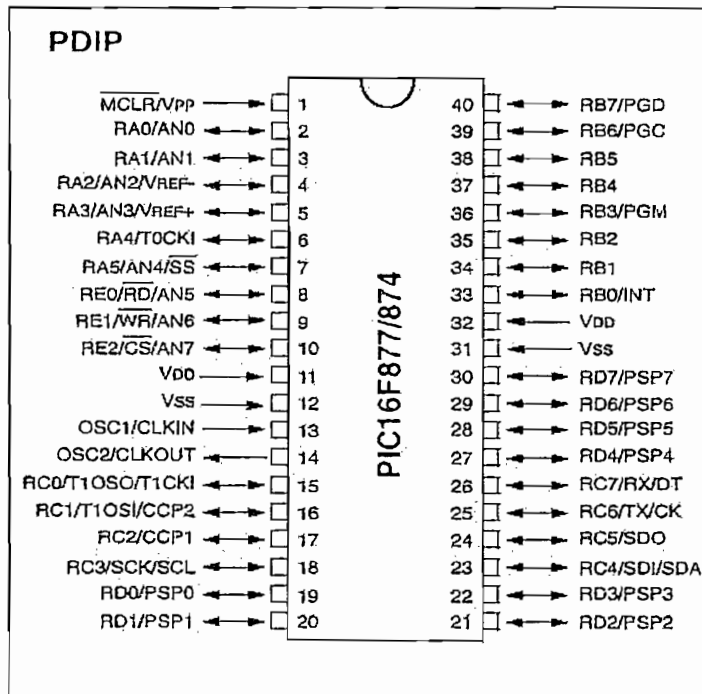 PDIP
MCLR/VPP 1 40 RB7/PGD
RA0/AN0 2 39 RB6/PGC
RA1/AN1 3 38 RB5
RA2/AN2/VREF- 4 37 RB4
RA3/AN3/VREF+ 5 36 RB3/PGM
RA4/T0CKI 6 35 RB2
RA5/AN4/SS 7 34 RB1
RE0/RD/AN5 8 33 RB0/INT
RE1/WR/AN6 9 32 VDD
RE2/CS/AN7 10 31 VSS
VDD 11 30 RD7/PSP7
VSS 12 29 RD6/PSP6
OSC1/CLKIN 13 28 RD5/PSP5
OSC2/CLKOUT 14 27 RD4/PSP4
RC0/T1OSO/T1CKI 15 26 RC7/RX/DT
RC1/T1OSI/CCP2 16 25 RC6/TX/CK
RC2/CCP1 17 24 RC5/SDO
RC3/SCK/SCL 18 23 RC4/SDI/SDA
RD0/PSP0 19 22 RD3/PSP3
RD1/PSP1 20 21 RD2/PSP2
PIC16F877/874